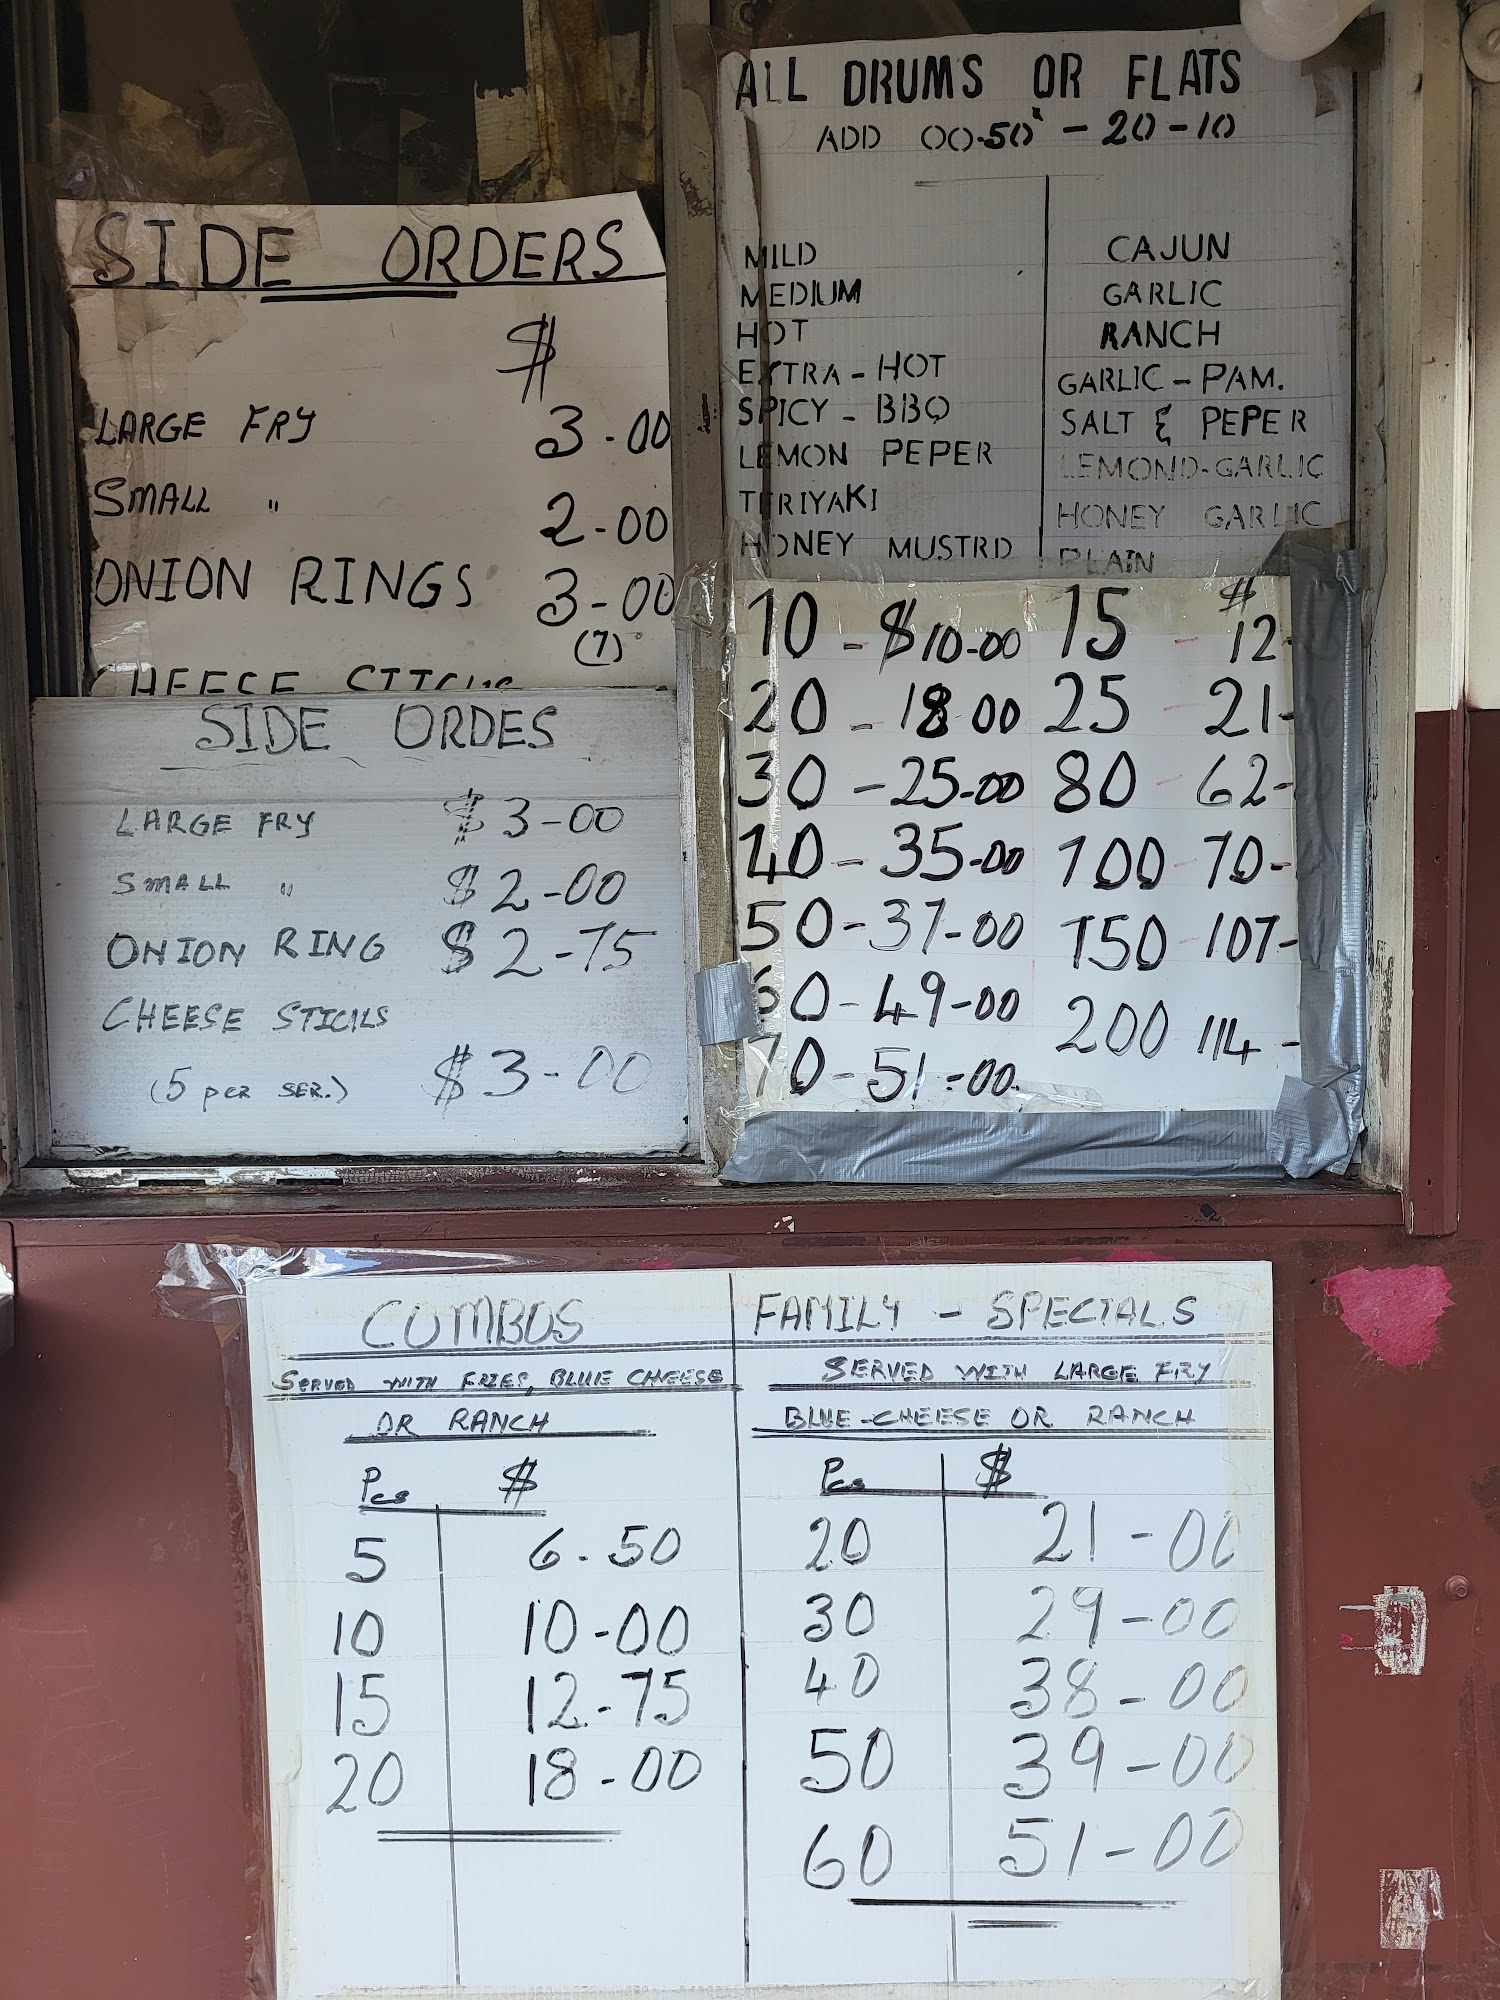 SIDE ORDERS
$
LARGE FRY 3-00
SMALL " 2-00
ONION RINGS 3-00
(7)
CHEESE STICKS
SIDE ORDES
LARGE FRY $3-00
SMALL " $2-00
ONION RING $2-75
CHEESE STICKS
(5 PER SER.) $3-00
ALL DRUMS OR FLATS
ADD 00-50 - 20-10
MILD CAJUN
MEDIUM GARLIC
HOT RANCH
EXTRA-HOT GARLIC-PAM.
SPICY-BBQ SALT & PEPER
LEMON PEPER LEMOND-GARLIC
TERIYAKI HONEY GARLIC
HONEY MUSTRD PLAIN
10 - $10-00 15 - $12-
20 - 18 00 25 - 21-
30 - 25-00 80 - 62-
40 - 35-00 100 - 70-
50 - 37-00 150 - 107-
60 - 49-00 200 114-
70 - 51=00
COMBOS
SERVED WITH FRIES, BLUE CHEESE
OR RANCH
Pcs $
5 6-50
10 10-00
15 12-75
20 18-00
FAMILY - SPECIALS
SERVED WITH LARGE FRY
BLUE-CHEESE OR RANCH
Pcs $
20 21-00
30 29-00
40 38-00
50 39-00
60 51-00